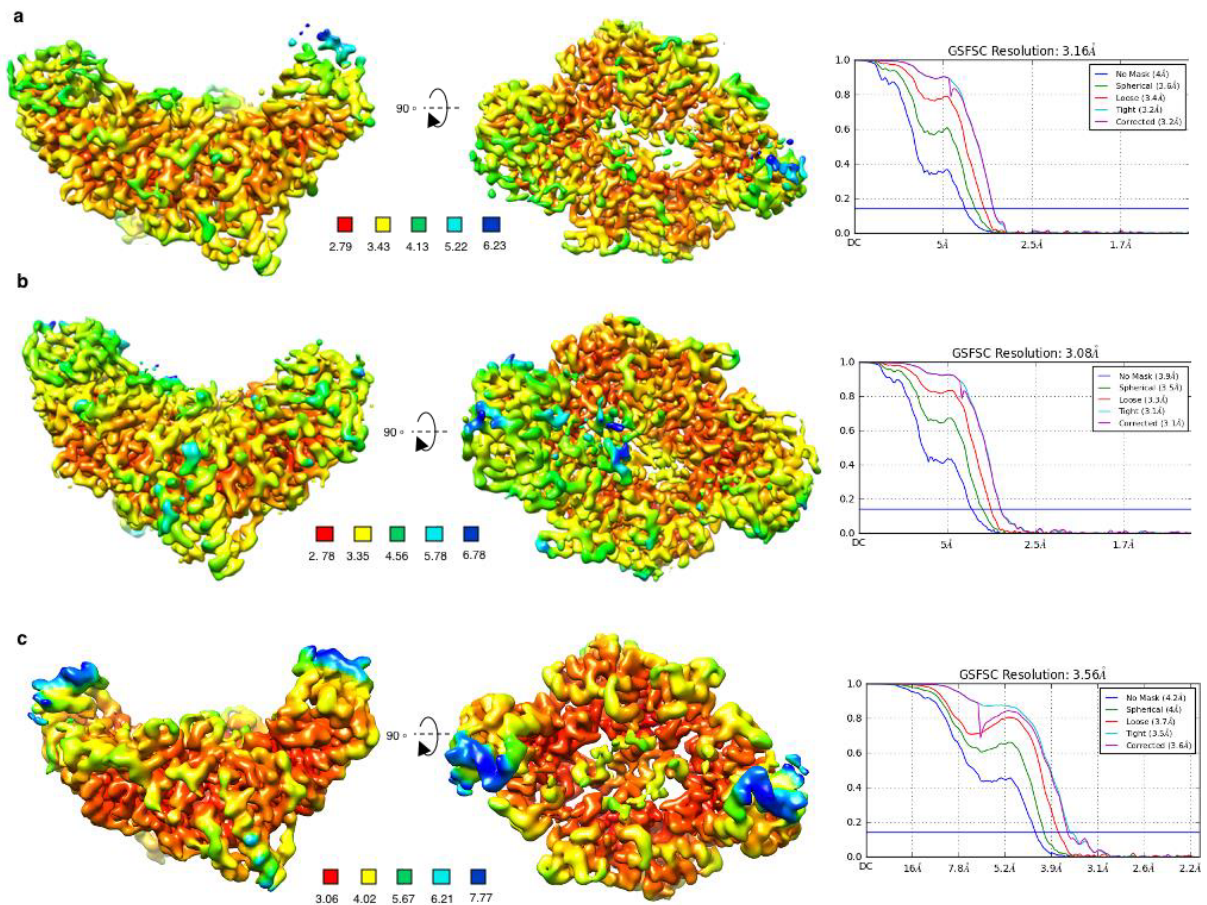 a
90 °
2.79 3.43 4.13 5.22 6.23
GSFSC Resolution: 3.16Å
1.0
0.8
0.6
0.4
0.2
0.0
No Mask (4Å)
Spherical (3.6Å)
Loose (3.4Å)
Tight (3.2Å)
Corrected (3.2Å)
DC 5Å 2.5Å 1.7Å
b
90 °
2.78 3.35 4.56 5.78 6.78
GSFSC Resolution: 3.08Å
1.0
0.8
0.6
0.4
0.2
0.0
No Mask (3.9Å)
Spherical (3.5Å)
Loose (3.3Å)
Tight (3.1Å)
Corrected (3.1Å)
DC 5Å 2.5Å 1.7Å
c
90 °
3.06 4.02 5.67 6.21 7.77
GSFSC Resolution: 3.56Å
1.0
0.8
0.6
0.4
0.2
0.0
No Mask (4.2Å)
Spherical (4Å)
Loose (3.7Å)
Tight (3.5Å)
Corrected (3.6Å)
DC 16Å 7.8Å 5.2Å 3.9Å 3.1Å 2.6Å 2.2Å